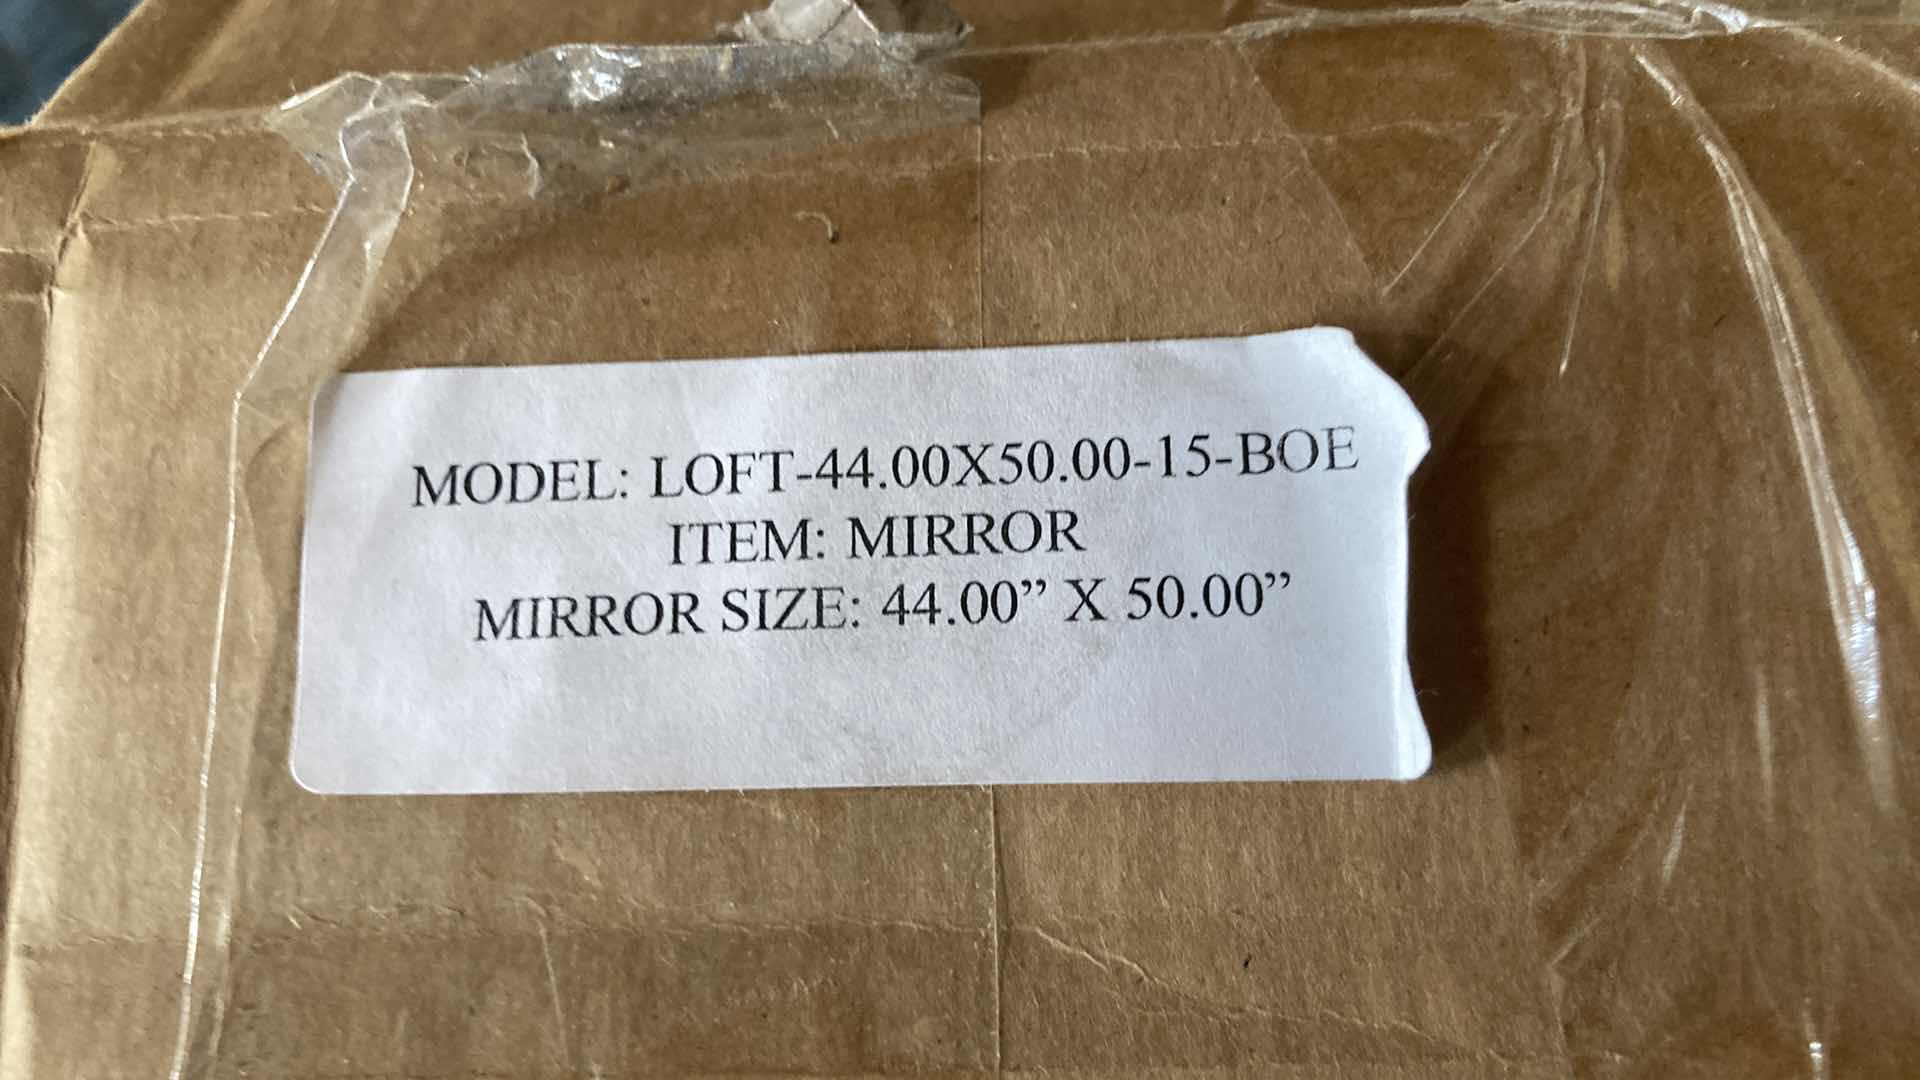 MODEL: LOFT-44.00X50.00-15-BOE
ITEM: MIRROR
MIRROR SIZE: 44.00” X 50.00”